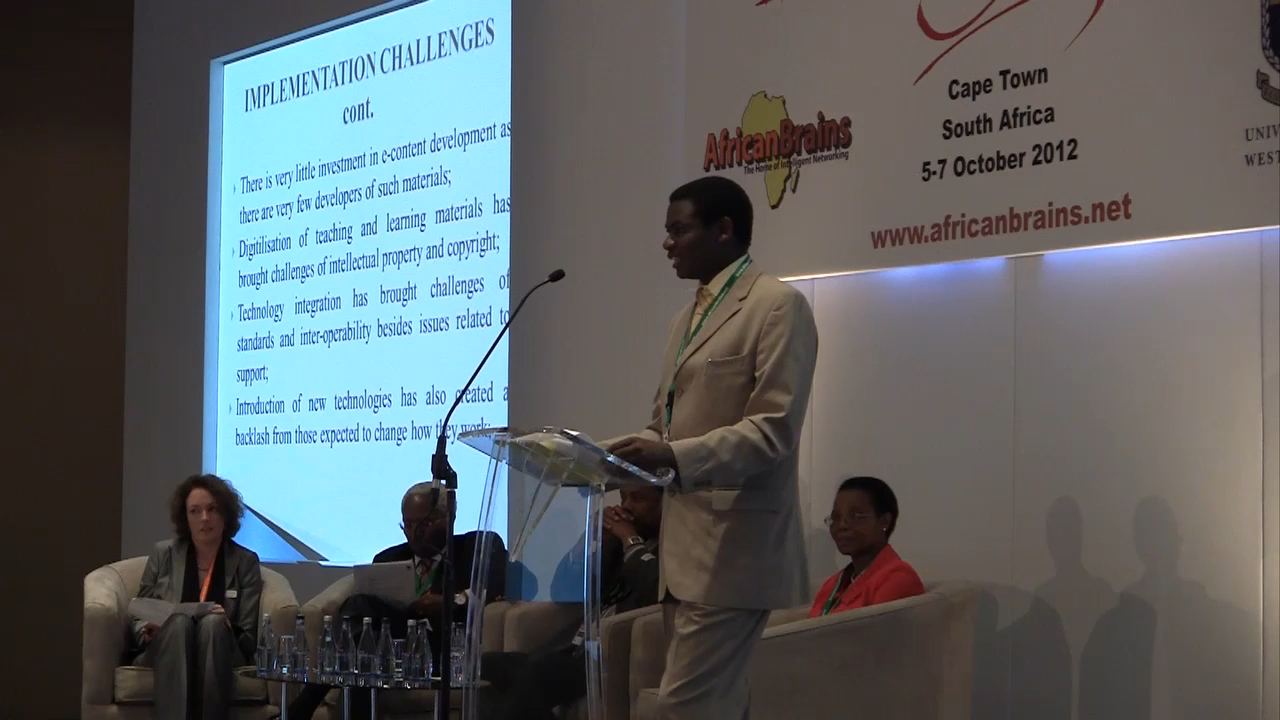 IMPLEMENTATION CHALLENGES
cont.
There is very little investment in e-content development as
there are very few developers of such materials;
Digitilisation of teaching and learning materials has
brought challenges of intellectual property and copyright;
Technology integration has brought challenges of
standards and inter-operability besides issues related to
support;
Introduction of new technologies has also created a
backlash from those expected to change how they work;
AfricanBrains
The Home of Intelligent Networking
Cape Town
South Africa
5-7 October 2012
www.africanbrains.net
UNIV
WEST